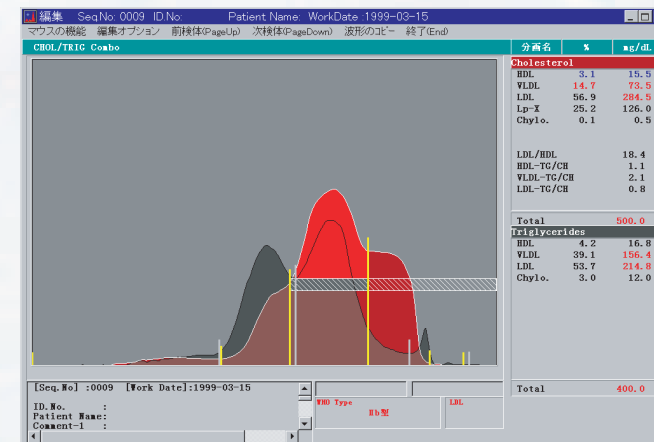 編集 Seq No: 0009 ID.No: Patient Name: WorkDate :1999-03-15
マウスの機能 編集オプション 前検体(PageUp) 次検体(PageDown) 波形のコピー 終了(End)
CHOL/TRIG Combo
分画名 % mg/dL
Cholesterol
HDL 3.1 15.5
VLDL 14.7 73.5
LDL 56.9 284.5
Lp-X 25.2 126.0
Chylo. 0.1 0.5
LDL/HDL 18.4
HDL-TG/CH 1.1
VLDL-TG/CH 2.1
LDL-TG/CH 0.8
Total 500.0
Triglycerides
HDL 4.2 16.8
VLDL 39.1 156.4
LDL 53.7 214.8
Chylo. 3.0 12.0
Total 400.0
[Seq.No] :0009 [Work Date]:1999-03-15
ID.No. :
Patient Name:
Comment-1 :
WHO Type
IIb型
LDL